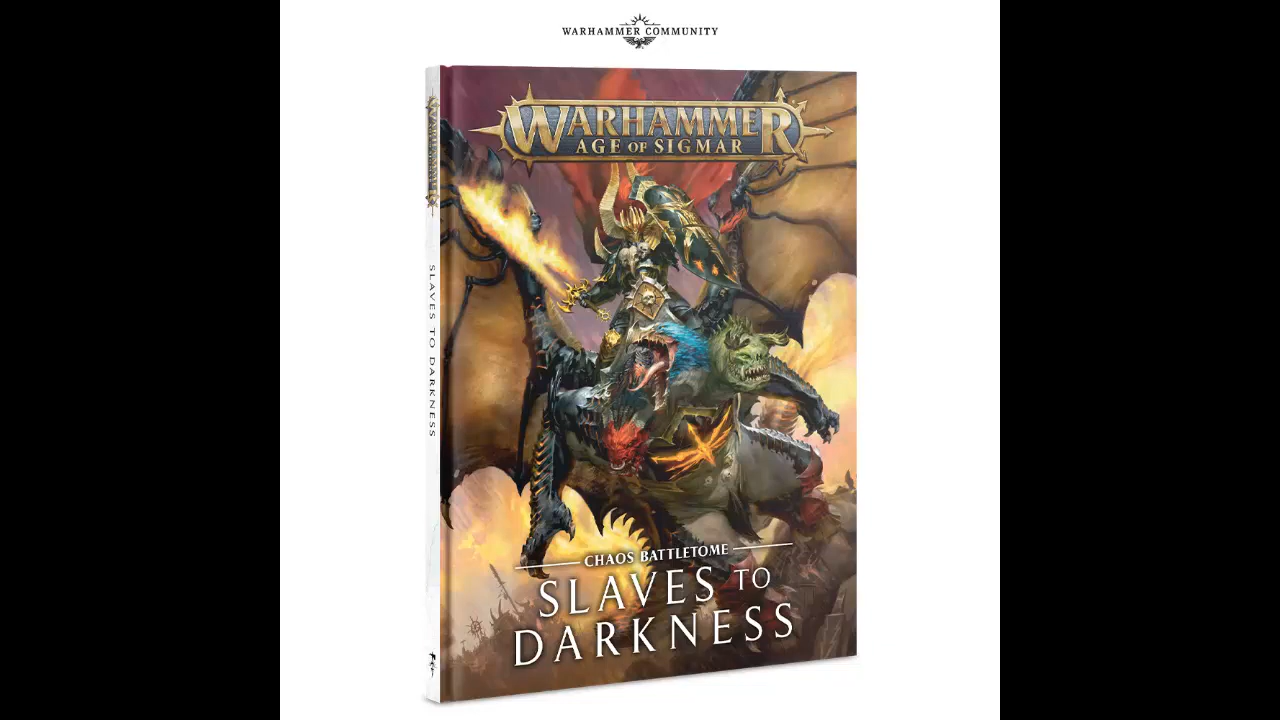 WARHAMMER COMMUNITY
WARHAMMER
AGE OF SIGMAR
SLAVES TO DARKNESS
CHAOS BATTLETOME
SLAVES TO
DARKNESS